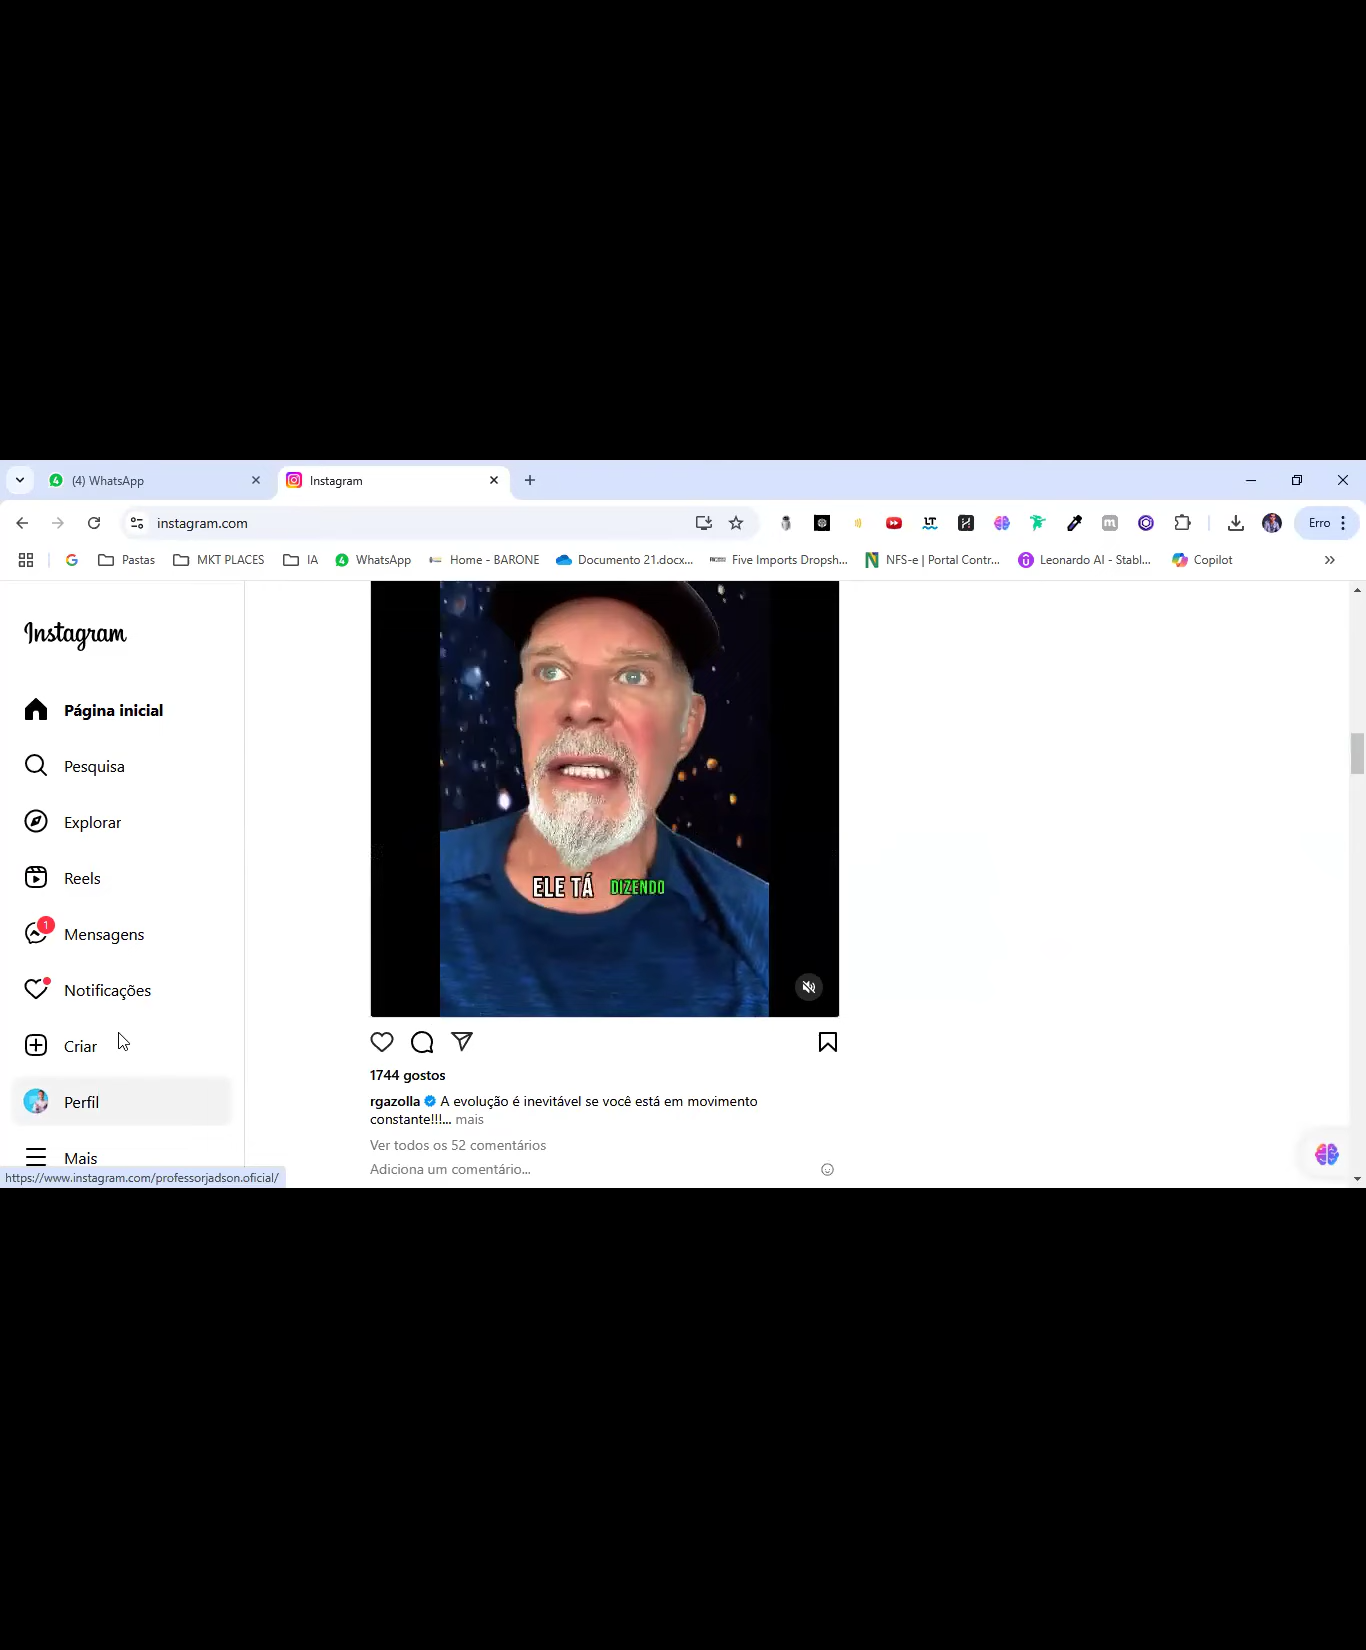 (4) WhatsApp
Instagram
instagram.com
Erro
Pastas
MKT PLACES
IA
WhatsApp
Home - BARONE
Documento 21.docx...
Five Imports Dropsh...
NFS-e | Portal Contr...
Leonardo AI - Stabl...
Copilot
Instagram
Página inicial
Pesquisa
Explorar
Reels
1
Mensagens
Notificações
Criar
Perfil
Mais
https://www.instagram.com/professorjadson.oficial/
ELE TÁ DIZENDO
1744 gostos
rgazolla A evolução é inevitável se você está em movimento
constante!!!... mais
Ver todos os 52 comentários
Adiciona um comentário...